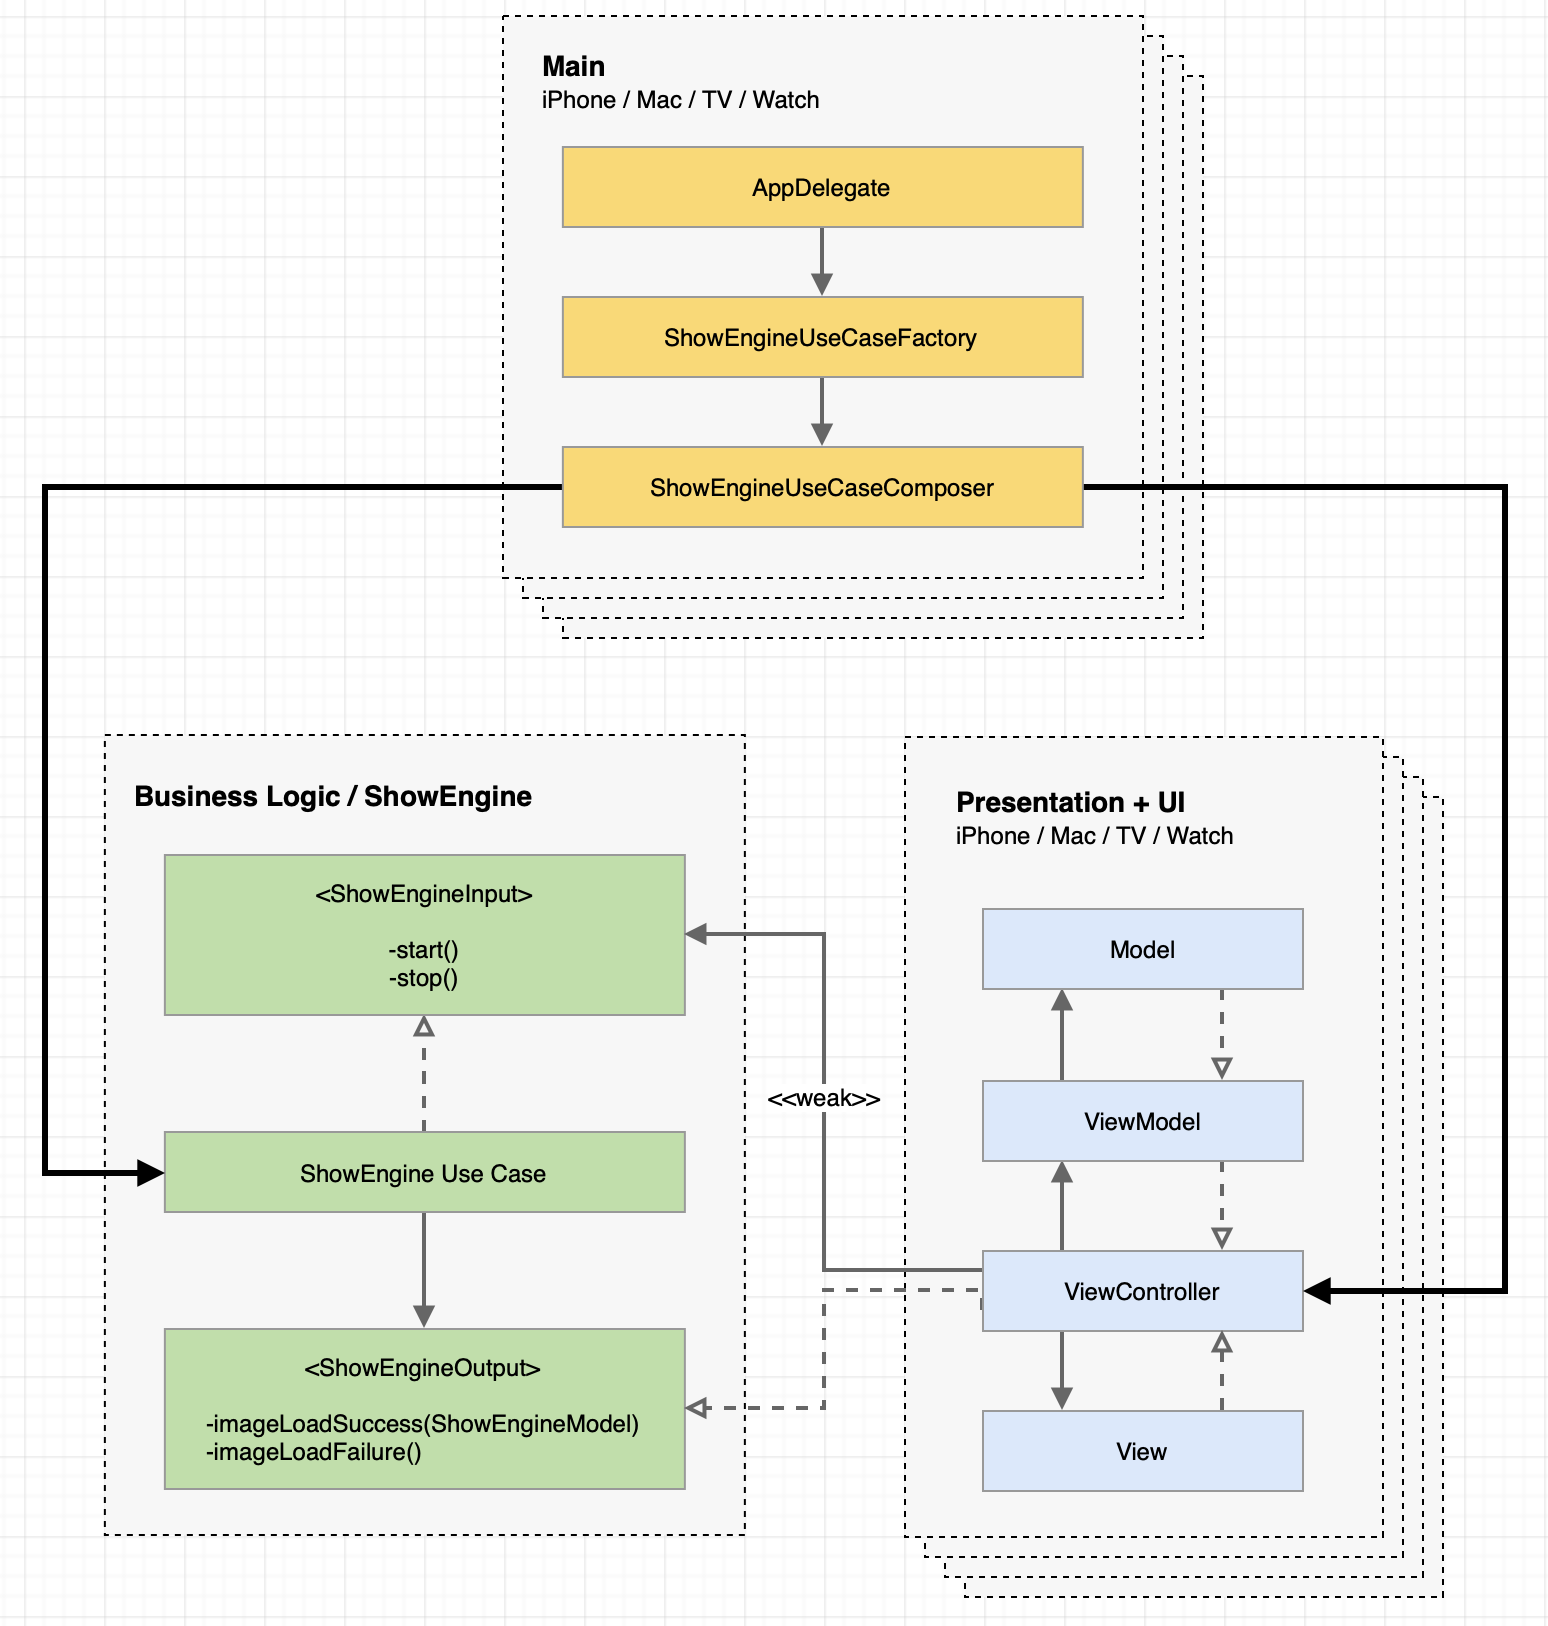 Main
iPhone / Mac / TV / Watch
AppDelegate
ShowEngineUseCaseFactory
ShowEngineUseCaseComposer
Business Logic / ShowEngine
<ShowEngineInput>
-start()
-stop()
ShowEngine Use Case
<ShowEngineOutput>
-imageLoadSuccess(ShowEngineModel)
-imageLoadFailure()
<<weak>>
Presentation + UI
iPhone / Mac / TV / Watch
Model
ViewModel
ViewController
View